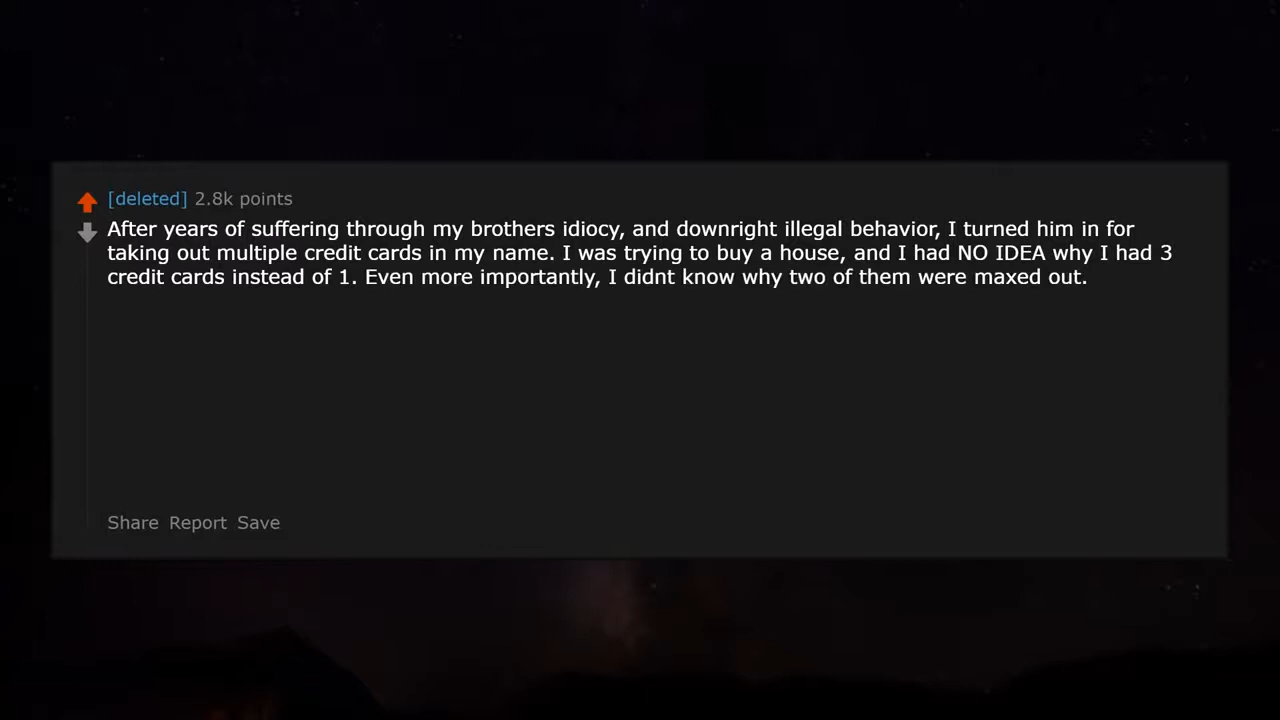 [deleted] 2.8k points
After years of suffering through my brothers idiocy, and downright illegal behavior, I turned him in for
taking out multiple credit cards in my name. I was trying to buy a house, and I had NO IDEA why I had 3
credit cards instead of 1. Even more importantly, I didnt know why two of them were maxed out.
Share Report Save